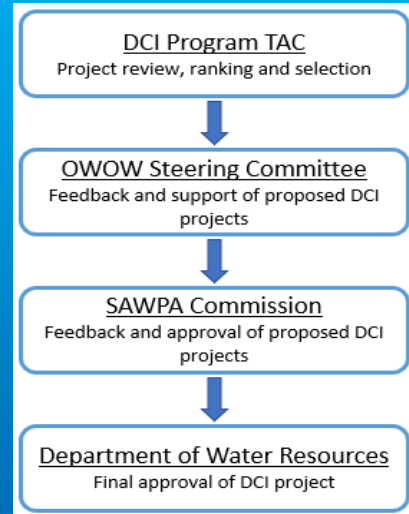 DCI Program TAC
Project review, ranking and selection
OWOW Steering Committee
Feedback and support of proposed DCI
projects
SAWPA Commission
Feedback and approval of proposed DCI
projects
Department of Water Resources
Final approval of DCI project